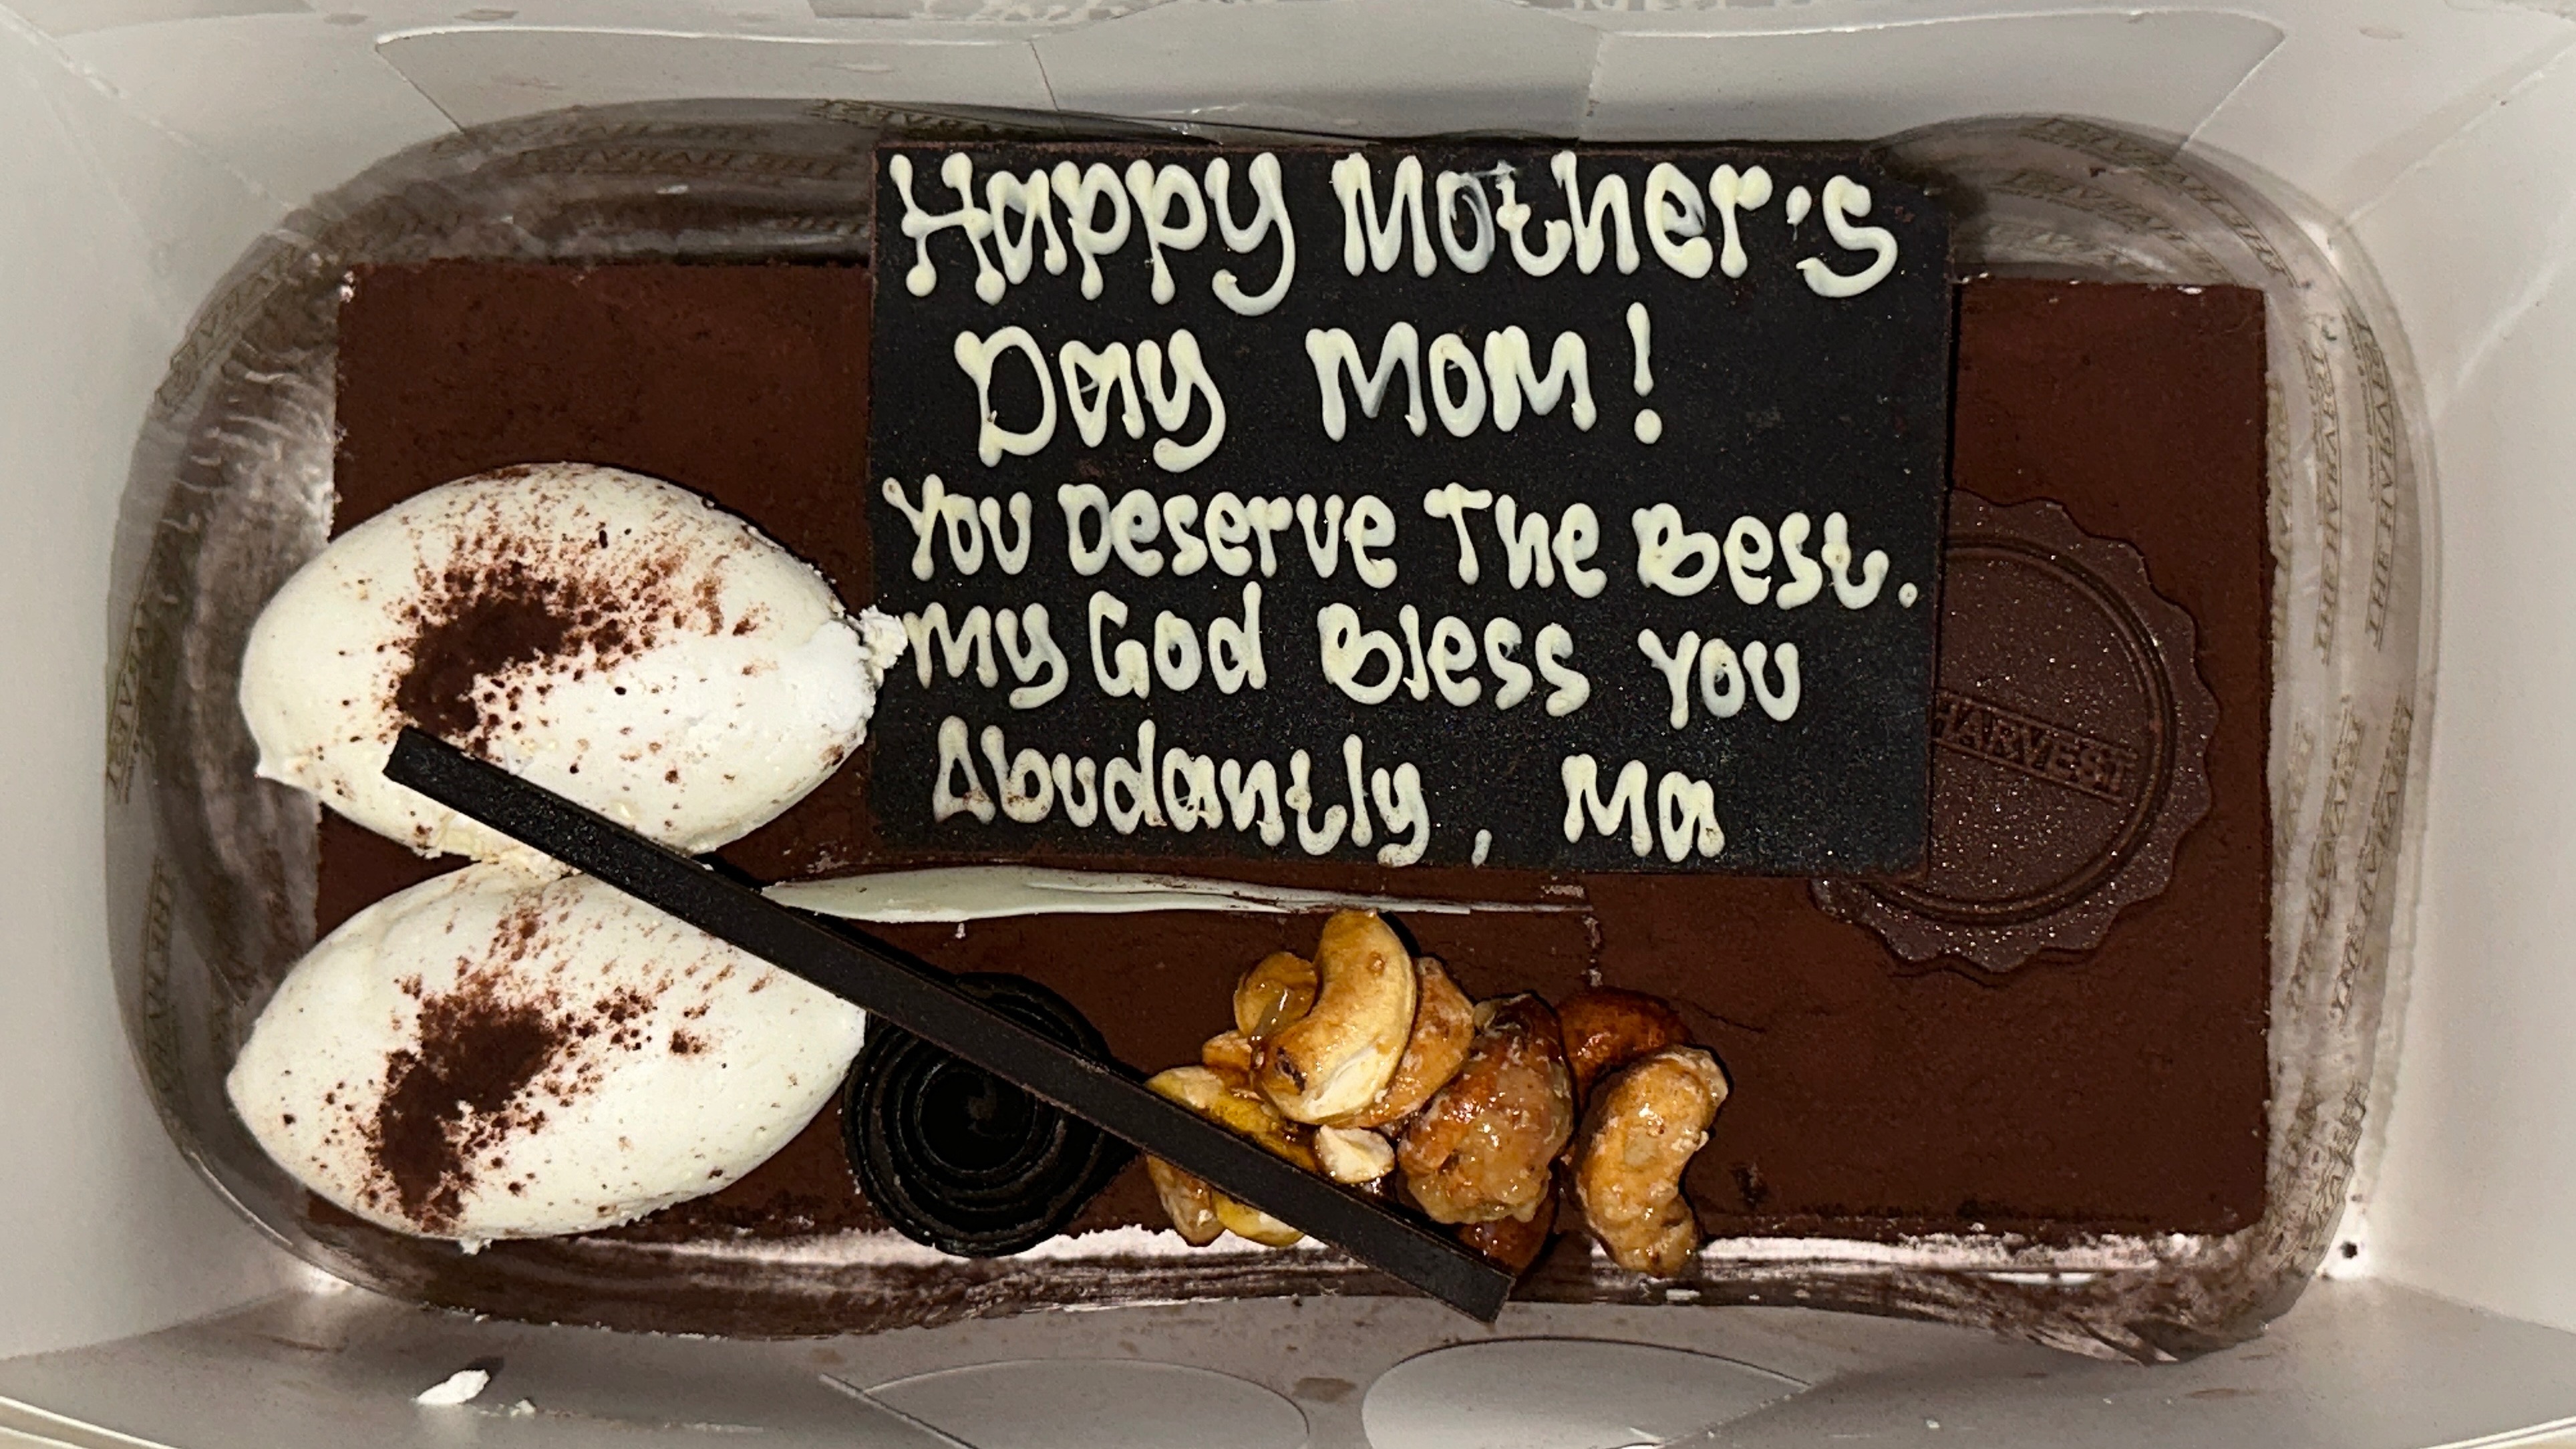 Happy Mother's
Day Mom!
You Deserve The Best.
My God Bless You
Abudantly, Ma
HARVEST